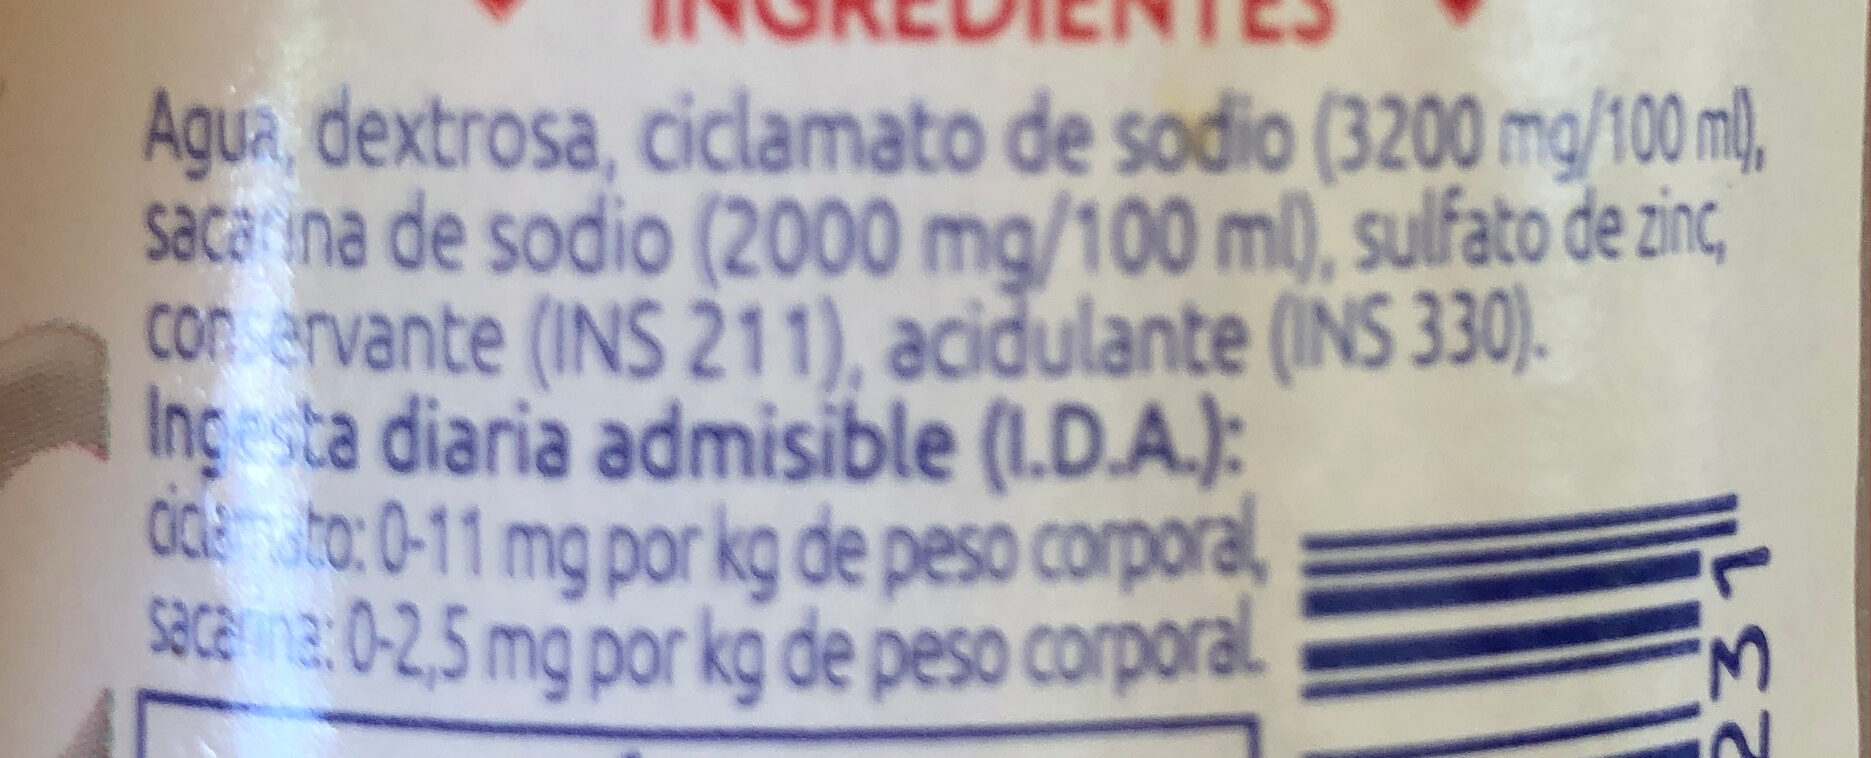 INGREDIENTES
Agua, dextrosa, ciclamato de sodio (3200 mg/100 ml),
sacarina de sodio (2000 mg/100 ml), sulfato de zinc,
conservante (INS 211), acidulante (INS 330).
Ingesta diaria admisible (I.D.A.):
ciclamato: 0-11 mg por kg de peso corporal,
sacarina: 0-2,5 mg por kg de peso corporal.
231